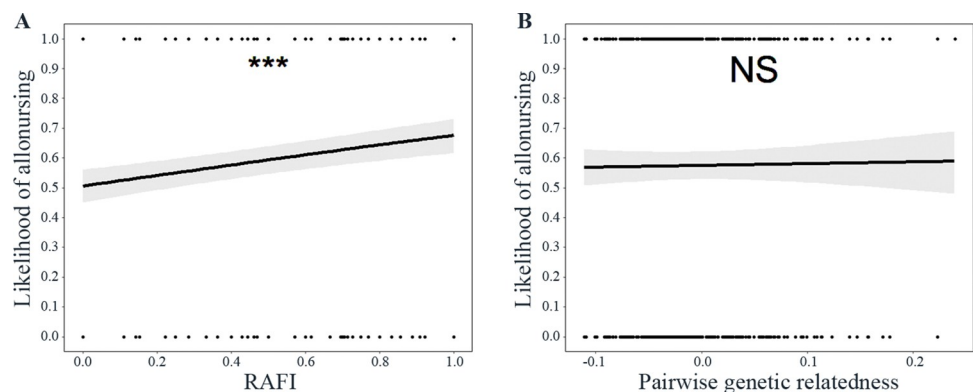 A
Likelihood of allonursing
1.0
0.9
0.8
0.7
0.6
0.5
0.4
0.3
0.2
0.1
0.0
***
0.0 0.2 0.4 0.6 0.8 1.0
RAFI
B
Likelihood of allonursing
1.0
0.9
0.8
0.7
0.6
0.5
0.4
0.3
0.2
0.1
0.0
NS
-0.1 0.0 0.1 0.2
Pairwise genetic relatedness